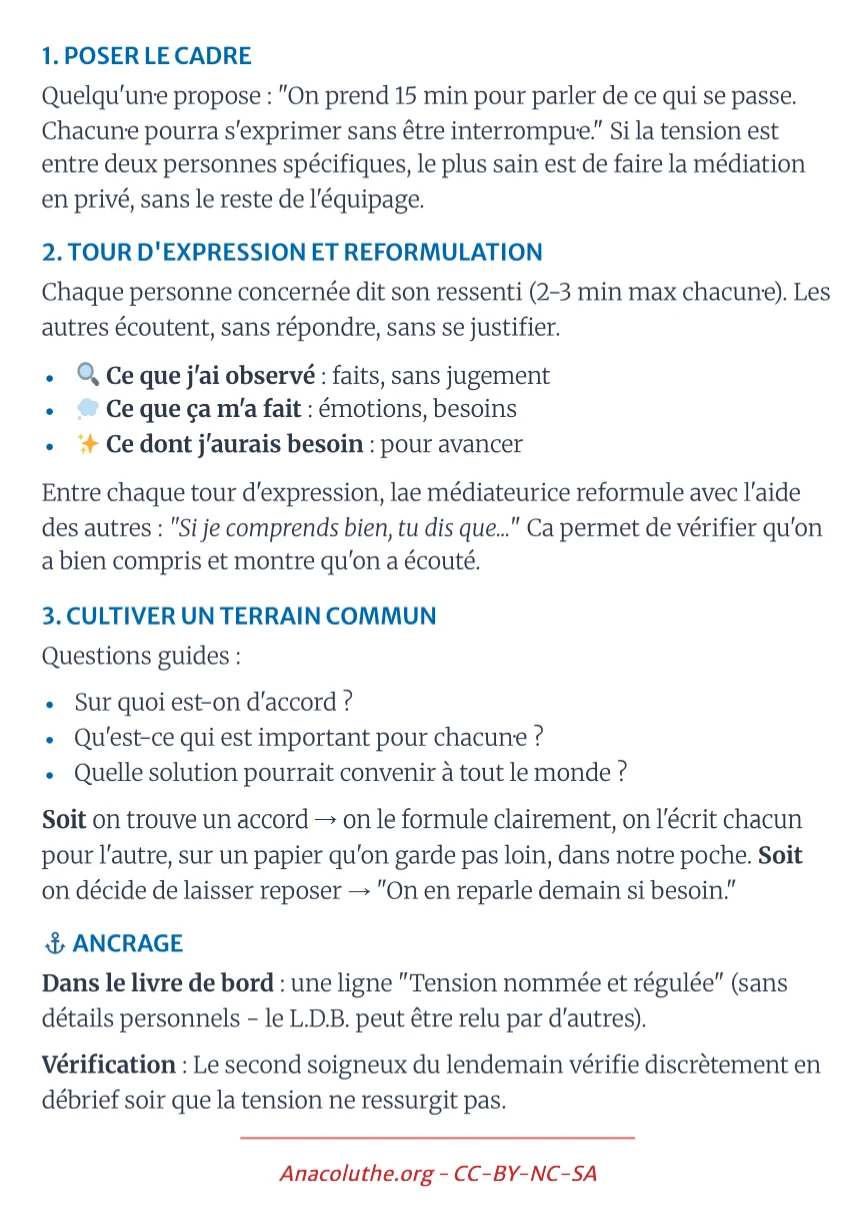 1. POSER LE CADRE
Quelqu'un·e propose : "On prend 15 min pour parler de ce qui se passe.
Chacun·e pourra s'exprimer sans être interrompu·e." Si la tension est
entre deux personnes spécifiques, le plus sain est de faire la médiation
en privé, sans le reste de l'équipage.
2. TOUR D'EXPRESSION ET REFORMULATION
Chaque personne concernée dit son ressenti (2-3 min max chacun·e). Les
autres écoutent, sans répondre, sans se justifier.
• 🔍 Ce que j'ai observé : faits, sans jugement
• 💭 Ce que ça m'a fait : émotions, besoins
• ✨ Ce dont j'aurais besoin : pour avancer
Entre chaque tour d'expression, lae médiateurice reformule avec l'aide
des autres : "Si je comprends bien, tu dis que..." Ca permet de vérifier qu'on
a bien compris et montre qu'on a écouté.
3. CULTIVER UN TERRAIN COMMUN
Questions guides :
• Sur quoi est-on d'accord ?
• Qu'est-ce qui est important pour chacun·e ?
• Quelle solution pourrait convenir à tout le monde ?
Soit on trouve un accord → on le formule clairement, on l'écrit chacun
pour l'autre, sur un papier qu'on garde pas loin, dans notre poche. Soit
on décide de laisser reposer → "On en reparle demain si besoin."
⚓ ANCRAGE
Dans le livre de bord : une ligne "Tension nommée et régulée" (sans
détails personnels - le L.D.B. peut être relu par d'autres).
Vérification : Le second soigneux du lendemain vérifie discrètement en
débrief soir que la tension ne ressurgit pas.
Anacoluthe.org - CC-BY-NC-SA